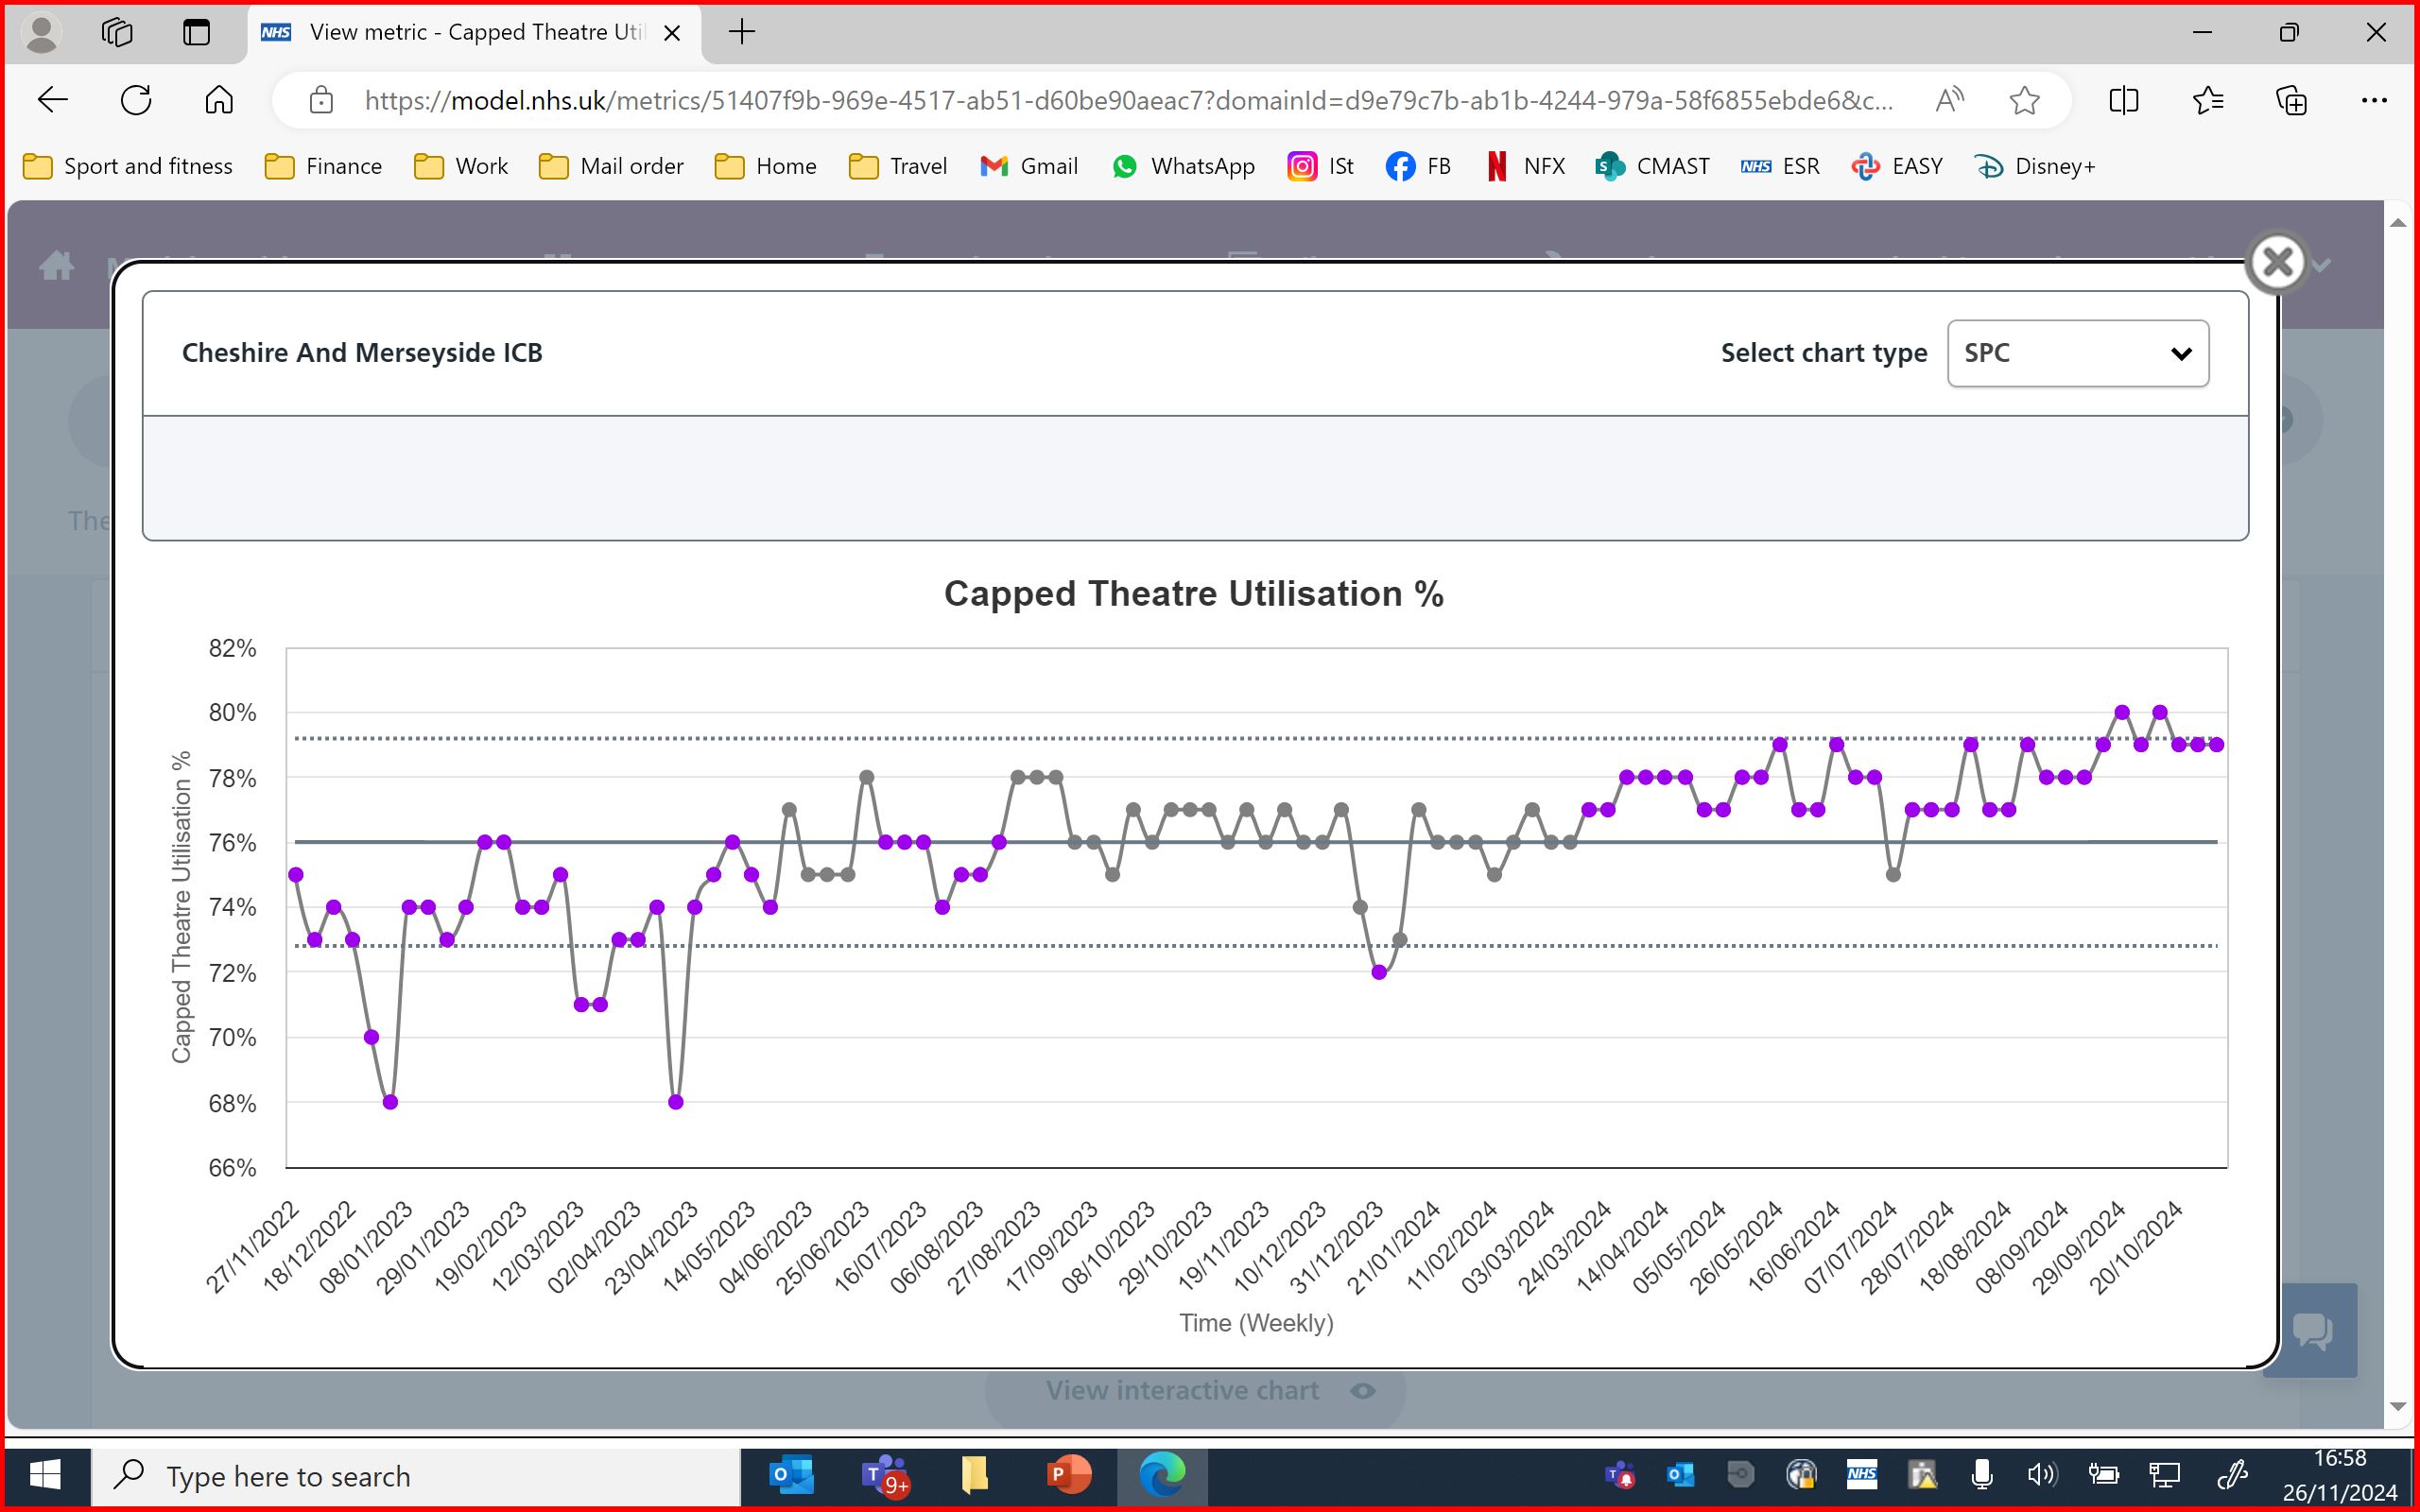 NHS View metric - Capped Theatre Uti
https://model.nhs.uk/metrics/51407f9b-969e-4517-ab51-d60be90aeac7?domainId=d9e79c7b-ab1b-4244-979a-58f6855ebde6&c...
Sport and fitness Finance Work Mail order Home Travel Gmail WhatsApp ISt FB NFX CMAST NHS ESR EASY Disney+
The
Cheshire And Merseyside ICB
Select chart type SPC
Capped Theatre Utilisation %
Capped Theatre Utilisation %
82%
80%
78%
76%
74%
72%
70%
68%
66%
27/11/2022 18/12/2022 08/01/2023 29/01/2023 19/02/2023 12/03/2023 02/04/2023 23/04/2023 14/05/2023 04/06/2023 25/06/2023 16/07/2023 06/08/2023 27/08/2023 17/09/2023 08/10/2023 29/10/2023 19/11/2023 10/12/2023 31/12/2023 21/01/2024 11/02/2024 03/03/2024 24/03/2024 14/04/2024 05/05/2024 26/05/2024 16/06/2024 07/07/2024 28/07/2024 18/08/2024 08/09/2024 29/09/2024 20/10/2024
Time (Weekly)
View interactive chart
Type here to search
9+
NHS
16:58
26/11/2024